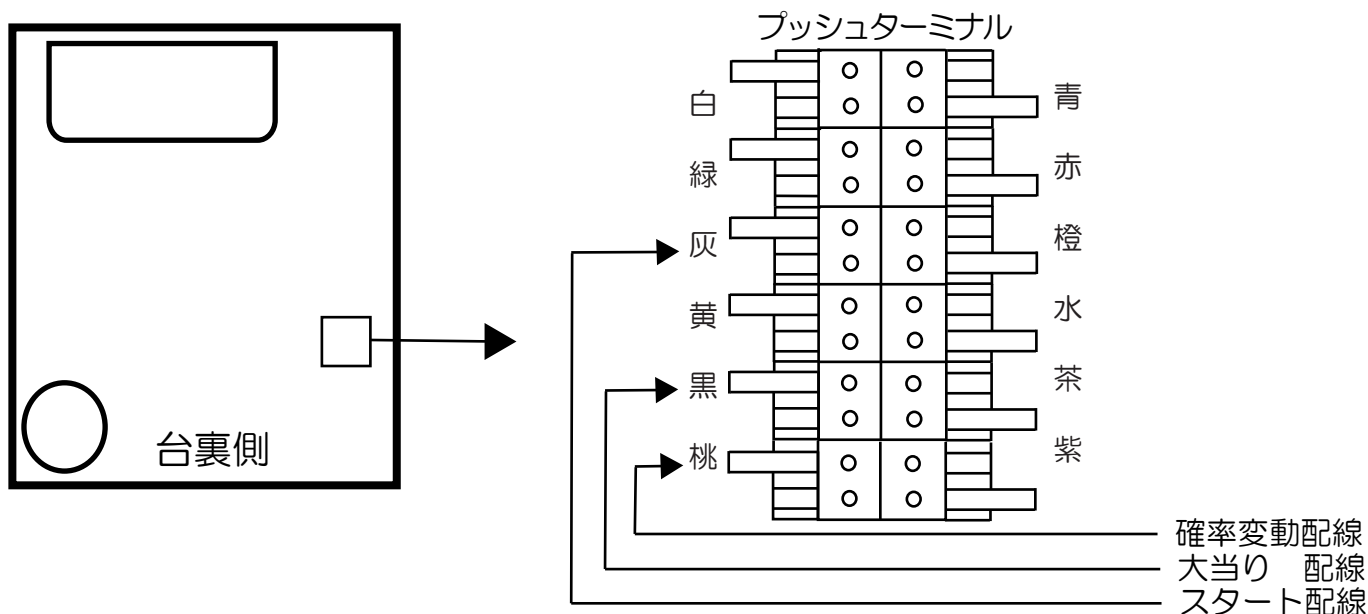 プッシュターミナル
白
緑
灰
黄
黒
桃
青
赤
橙
水
茶
紫
台裏側
確率変動配線
大当り　配線
スタート配線